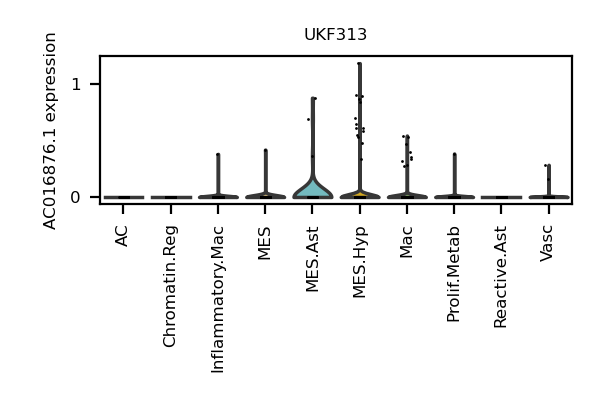 UKF313
AC016876.1 expression
1
0
AC
Chromatin.Reg
Inflammatory.Mac
MES
MES.Ast
MES.Hyp
Mac
Prolif.Metab
Reactive.Ast
Vasc